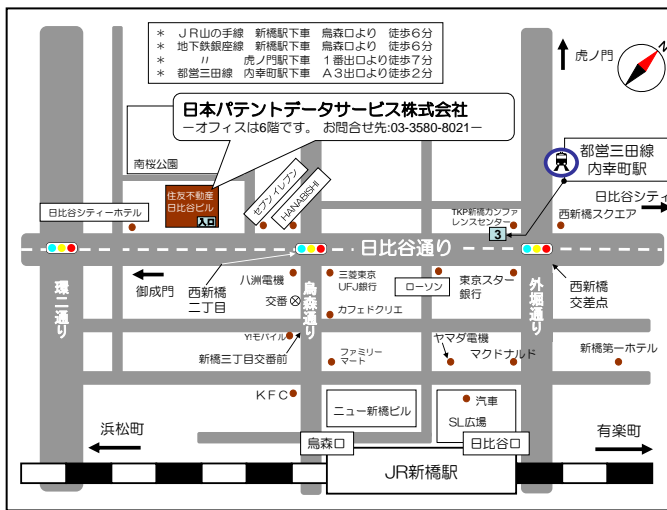 * JR山の手線 新橋駅下車 烏森口より 徒歩6分
* 地下鉄銀座線 新橋駅下車 烏森口より 徒歩6分
* 〃 虎ノ門駅下車 1番出口より徒歩7分
* 都営三田線 内幸町駅下車 A3出口より徒歩2分
虎ノ門
日本パテントデータサービス株式会社
－オフィスは6階です。 お問合せ先:03-3580-8021－
南桜公園
都営三田線
内幸町駅
住友不動産
日比谷ビル
入口
セブンイレブン
HANABISHI
日比谷シティ
日比谷シティーホテル
TKP新橋カンファ
レンスセンター
3
西新橋スクエア
日比谷通り
御成門
西新橋
二丁目
八洲電機
交番
三菱東京
UFJ銀行
ローソン
東京スター
銀行
西新橋
交差点
環二通り
烏森通り
外堀通り
カフェドクリエ
Y!モバイル
新橋三丁目交番前
ファミリー
マート
ヤマダ電機
マクドナルド
新橋第一ホテル
KFC
ニュー新橋ビル
汽車
SL広場
浜松町
烏森口
日比谷口
有楽町
JR新橋駅